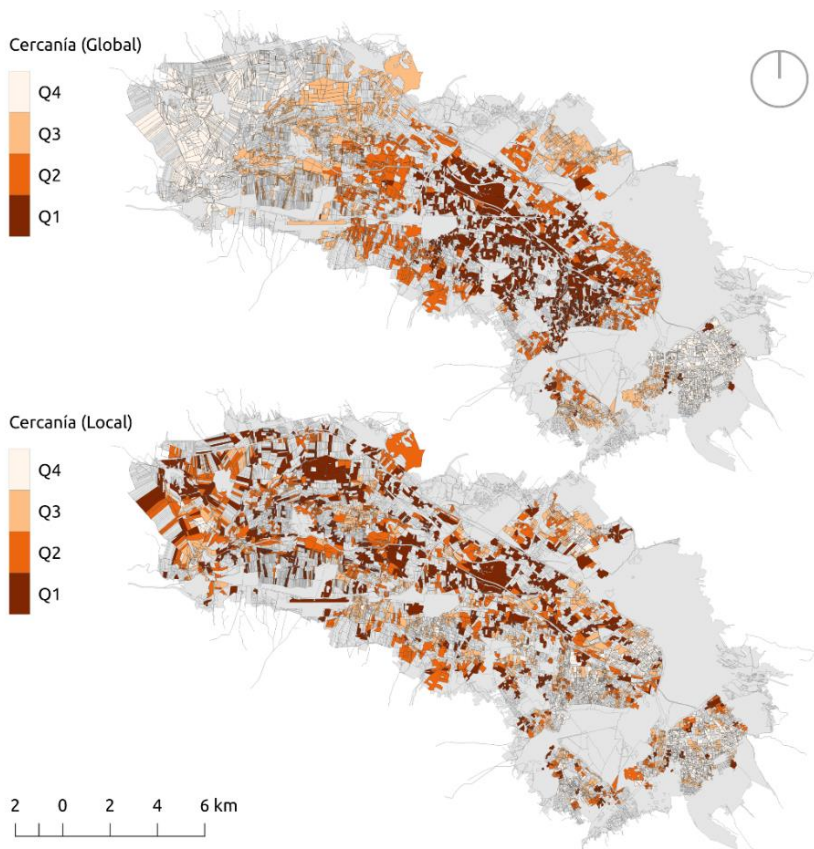 Cercanía (Global)
Q4
Q3
Q2
Q1
Cercanía (Local)
Q4
Q3
Q2
Q1
2 0 2 4 6 km